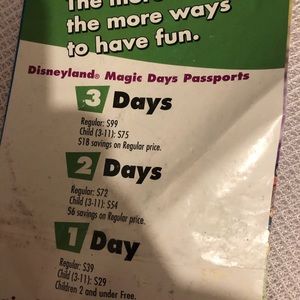 The more
the more ways
to have fun.
Disneyland® Magic Days Passports
3 Days
Regular: $99
Child (3-11): $75
$18 savings on Regular price.
2 Days
Regular: $72
Child (3-11): $54
$6 savings on Regular price.
1 Day
Regular: $39
Child (3-11): $29
Children 2 and under Free.